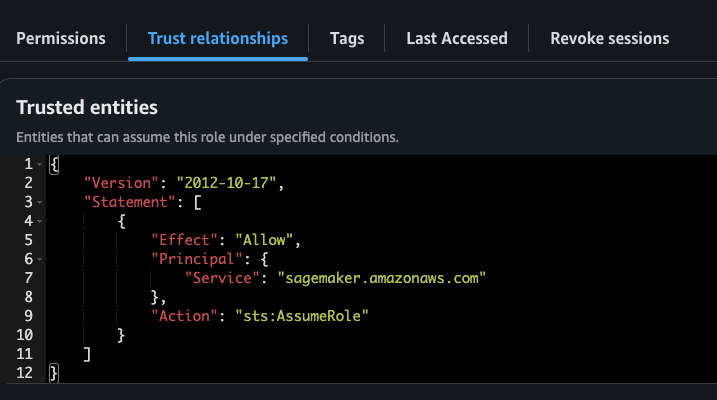 Permissions
Trust relationships
Tags
Last Accessed
Revoke sessions
Trusted entities
Entities that can assume this role under specified conditions.
1 {
2 "Version": "2012-10-17",
3 "Statement": [
4 {
5 "Effect": "Allow",
6 "Principal": {
7 "Service": "sagemaker.amazonaws.com"
8 },
9 "Action": "sts:AssumeRole"
10 }
11 ]
12 }